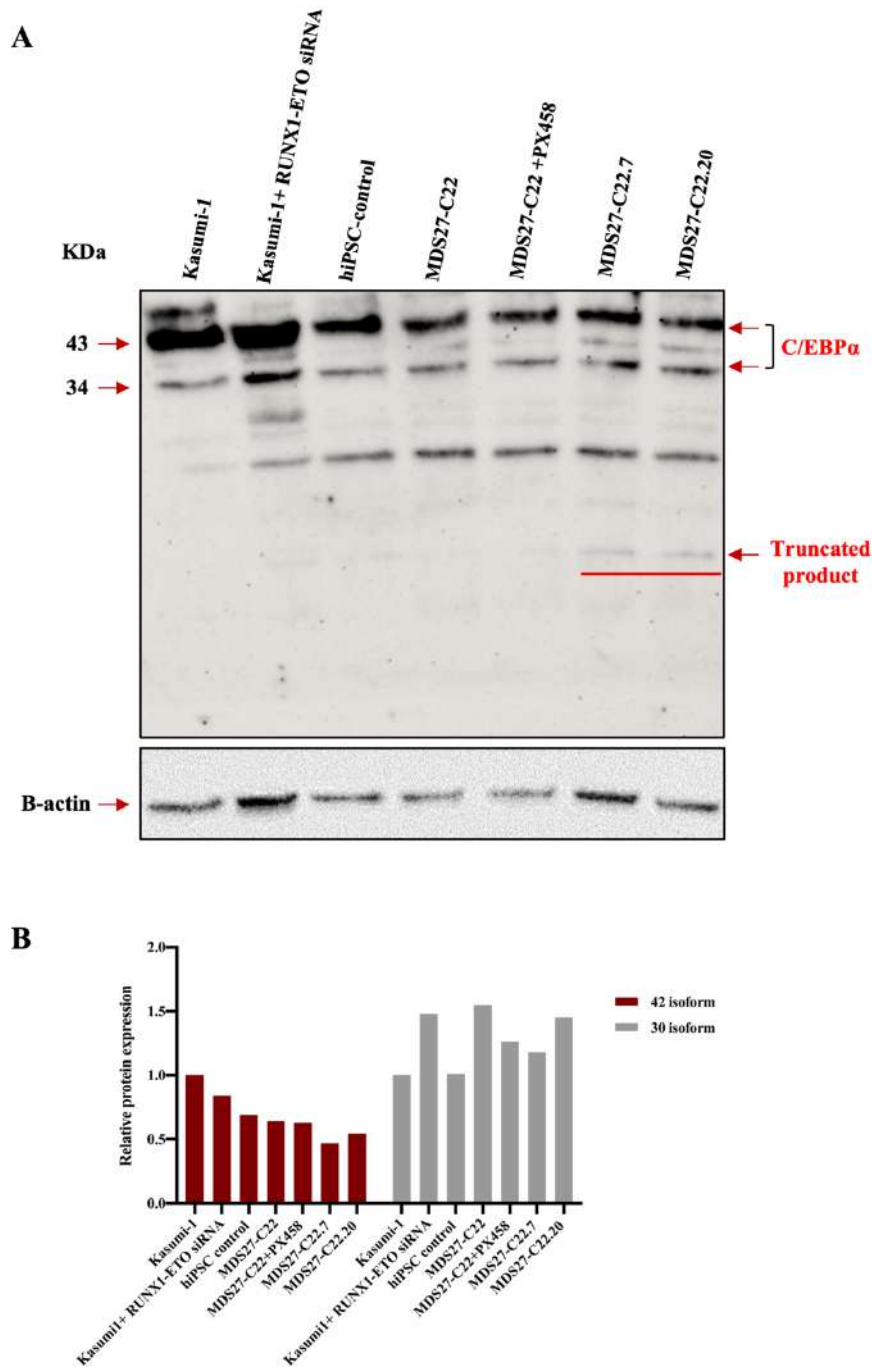 A
Kasumi-1
Kasumi-1+ RUNX1-ETO siRNA
hiPSC-control
MDS27-C22
MDS27-C22 +PX458
MDS27-C22.7
MDS27-C22.20
KDa
43
34
C/EBPα
Truncated
product
B-actin
B
Relative protein expression
2.0
1.5
1.0
0.5
0.0
42 isoform
30 isoform
Kasumi-1
Kasumi1+ RUNX1-ETO siRNA
hiPSC control
MDS27-C22
MDS27-C22+PX458
MDS27-C22.7
MDS27-C22.20
Kasumi-1
Kasumi1+ RUNX1-ETO siRNA
hiPSC control
MDS27-C22
MDS27-C22+PX458
MDS27-C22.7
MDS27-C22.20